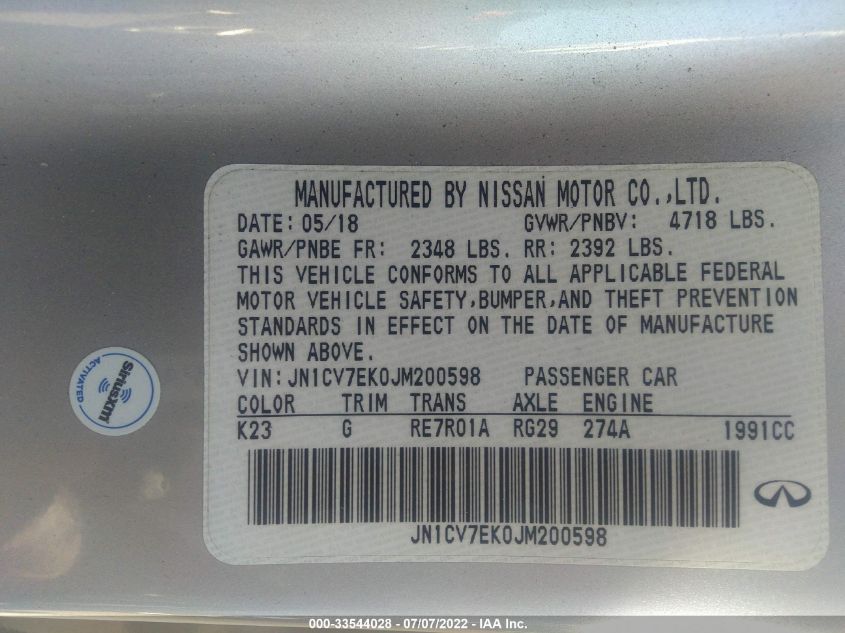 MANUFACTURED BY NISSAN MOTOR CO.,LTD.
DATE: 05/18 GVWR/PNBV: 4718 LBS.
GAWR/PNBE FR: 2348 LBS. RR: 2392 LBS.
THIS VEHICLE CONFORMS TO ALL APPLICABLE FEDERAL
MOTOR VEHICLE SAFETY,BUMPER,AND THEFT PREVENTION
STANDARDS IN EFFECT ON THE DATE OF MANUFACTURE
SHOWN ABOVE.
VIN: JN1CV7EK0JM200598 PASSENGER CAR
COLOR TRIM TRANS AXLE ENGINE
K23 G RE7R01A RG29 274A 1991CC
JN1CV7EK0JM200598
siriusxm
ACTIVATED
000-33544028 - 07/07/2022 - IAA Inc.